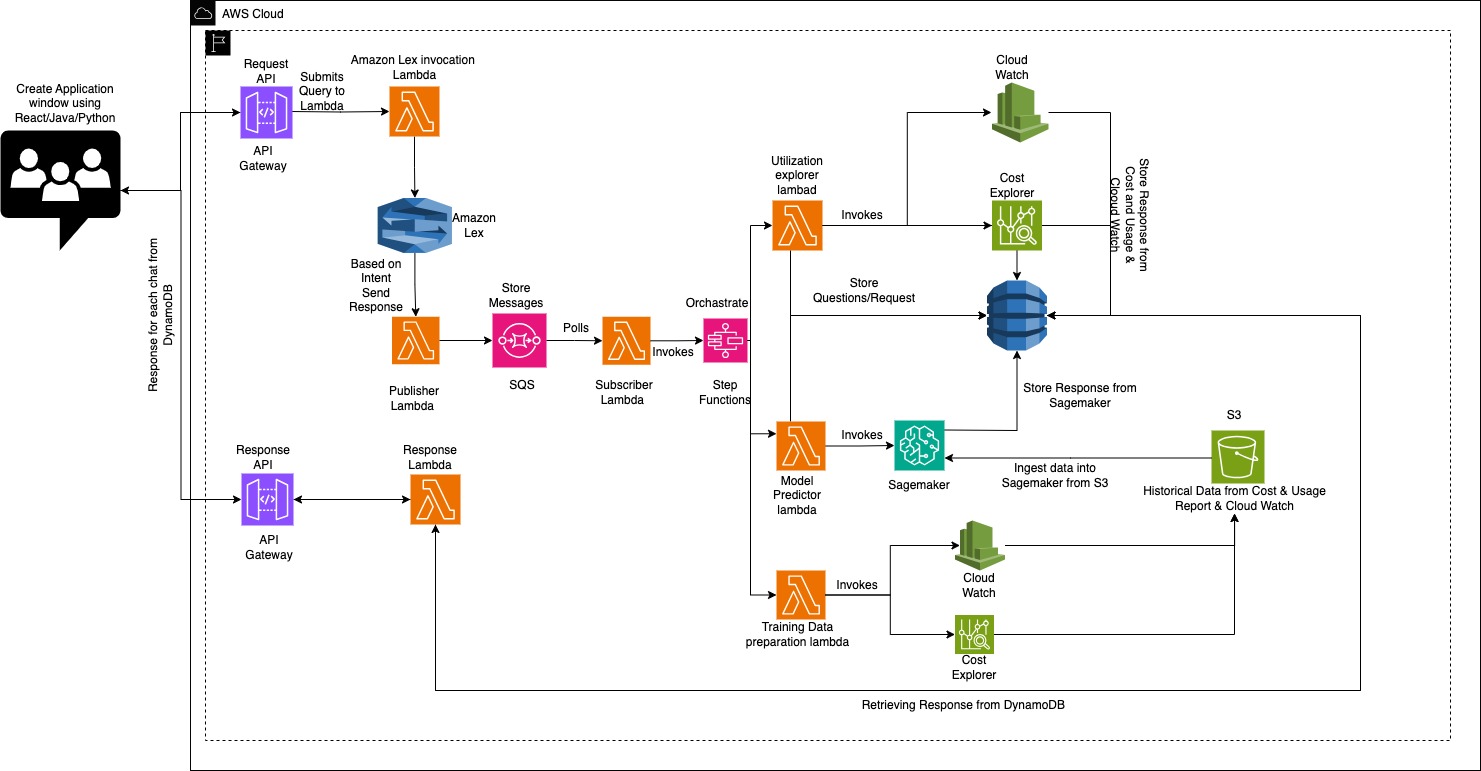 AWS Cloud
Create Application
window using
React/Java/Python
Request
API
API
Gateway
Submits
Query to
Lambda
Amazon Lex invocation
Lambda
Amazon
Lex
Based on
Intent
Send
Response
Publisher
Lambda
Store
Messages
SQS
Polls
Subscriber
Lambda
Invokes
Orchastrate
Step
Functions
Utilization
explorer
lambad
Invokes
Cloud
Watch
Cost
Explorer
Store Response from
Cost and Usage &
Clooud Watch
Store
Questions/Request
Store Response from
Sagemaker
Model
Predictor
lambda
Invokes
Sagemaker
Ingest data into
Sagemaker from S3
S3
Historical Data from Cost & Usage
Report & Cloud Watch
Training Data
preparation lambda
Invokes
Cloud
Watch
Cost
Explorer
Response for each chat from
DynamoDB
Response
API
API
Gateway
Response
Lambda
Retrieving Response from DynamoDB